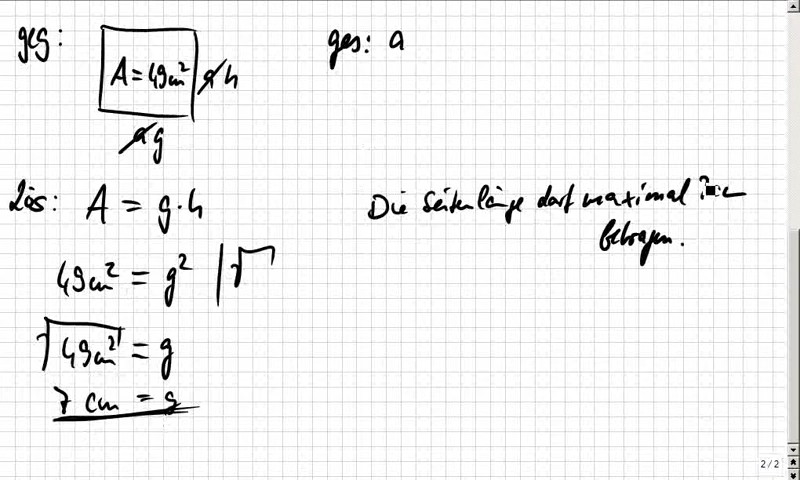 geg:
ges: a
A = 49cm²
a h
a g
Lös: A = g·h
49cm² = g² | √
√49cm² = g
7 cm = g
Die Seitenlänge darf maximal
betragen.
2/2